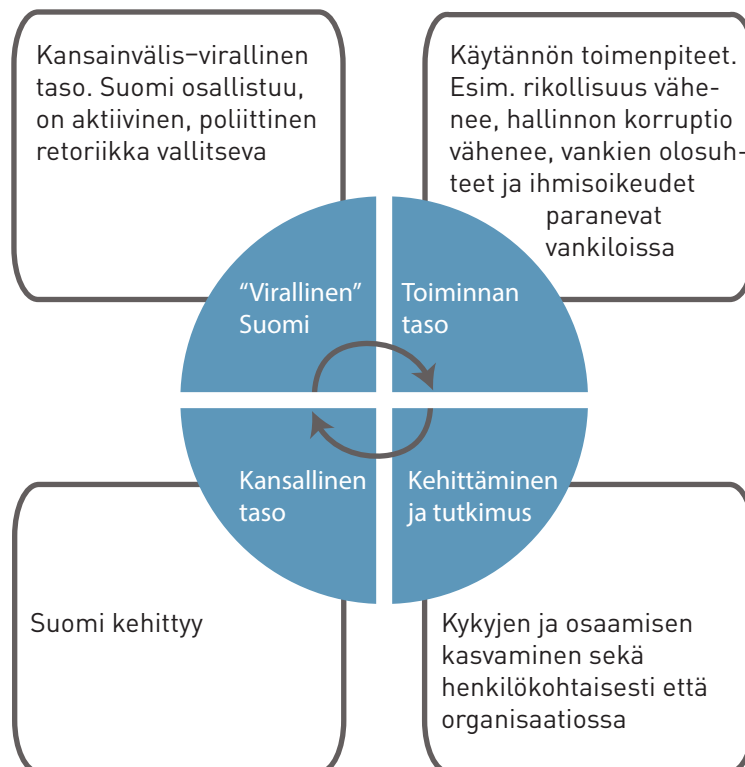 Kansainvälis–virallinen
taso. Suomi osallistuu,
on aktiivinen, poliittinen
retoriikka vallitseva
Käytännön toimenpiteet.
Esim. rikollisuus vähe-
nee, hallinnon korruptio
vähenee, vankien olosuh-
teet ja ihmisoikeudet
paranevat
vankiloissa
“Virallinen”
Suomi
Toiminnan
taso
Kansallinen
taso
Kehittäminen
ja tutkimus
Suomi kehittyy
Kykyjen ja osaamisen
kasvaminen sekä
henkilökohtaisesti että
organisaatiossa